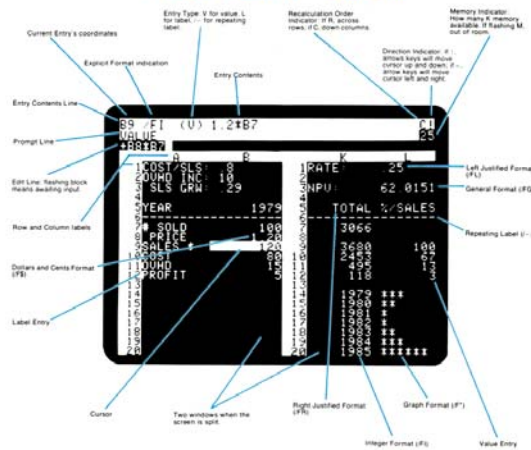 Current Entry's coordinates
Explicit Format indication
Entry Type: V for value, L
for label, /– for repeating
label.
Entry Contents
Recalculation Order
Indicator: If R, across
rows; if C, down columns.
Memory Indicator:
How many K memory
available. If flashing M,
out of room.
Direction Indicator: if !,
arrows keys will move
cursor up and down; if –,
arrow keys will move
cursor left and right.
Entry Contents Line
Prompt Line
Edit Line: flashing block
means awaiting input.
Row and Column labels
Dollars and Cents Format
(/F$)
Label Entry
B9 /FI (V) 1.2*B7
C!
VALUE
25
+B8*B7
A B
1 COST/SLS: .8
2 OVHD INC: 18
3 SLS GRW: .29
4
5 YEAR 1979
6
7 # SOLD 100
8 PRICE 1.20
9 SALES $ 120
10 COST 80
11 OVHD 15
12 PROFIT 5
13
14
15
16
17
18
19
20
K L
1 RATE: .25
2
3 NPV: 62.0151
4
5 TOTAL %/SALES
6
7 3066
8
9 3680 100
10 2453 67
11 495 13
12 118 3
13
14 1979 ***
15 1980 **
16 1981 *
17 1982 *
18 1983 **
19 1984 ***
20 1985 ******
Left Justified Format
(/FL)
General Format (/FG)
Repeating Label (/–)
Cursor
Two windows when the
screen is split.
Right Justified Format
(/FR)
Graph Format (/F*)
Integer Format (/FI)
Value Entry